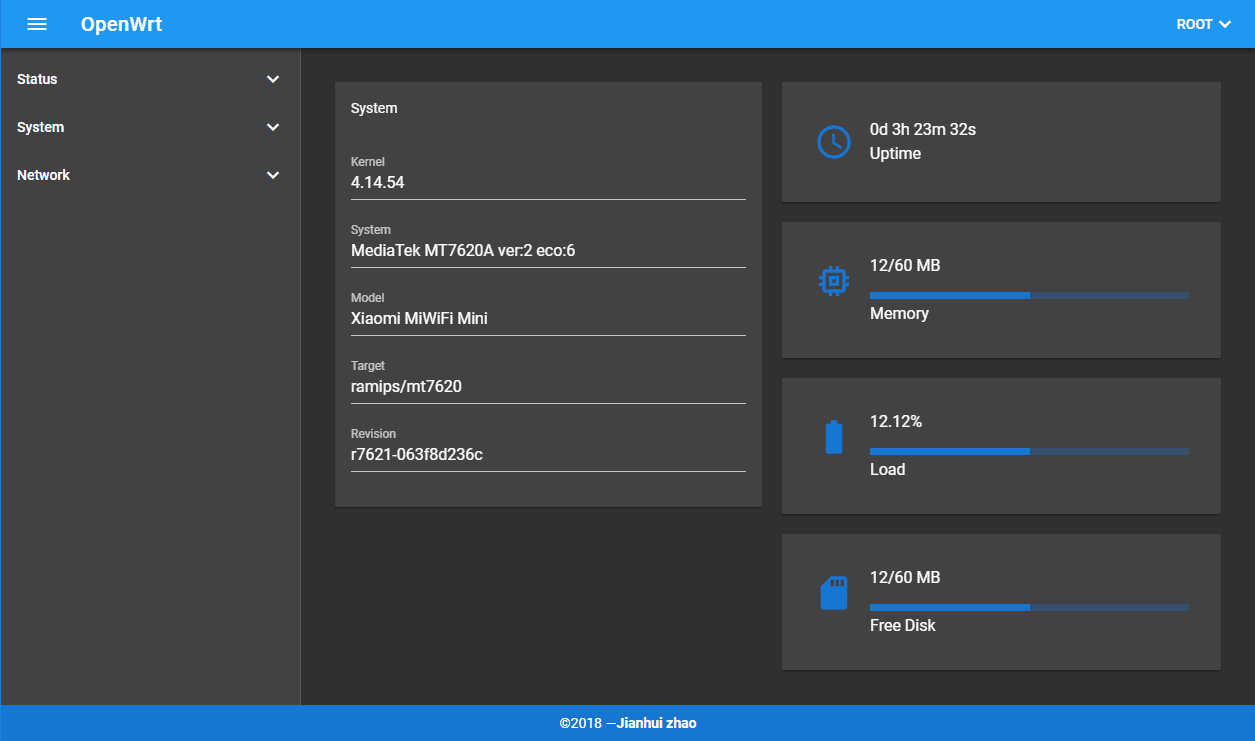 OpenWrt
ROOT
Status
System
Network
System
Kernel
4.14.54
System
MediaTek MT7620A ver:2 eco:6
Model
Xiaomi MiWiFi Mini
Target
ramips/mt7620
Revision
r7621-063f8d236c
0d 3h 23m 32s
Uptime
12/60 MB
Memory
12.12%
Load
12/60 MB
Free Disk
©2018 —Jianhui zhao